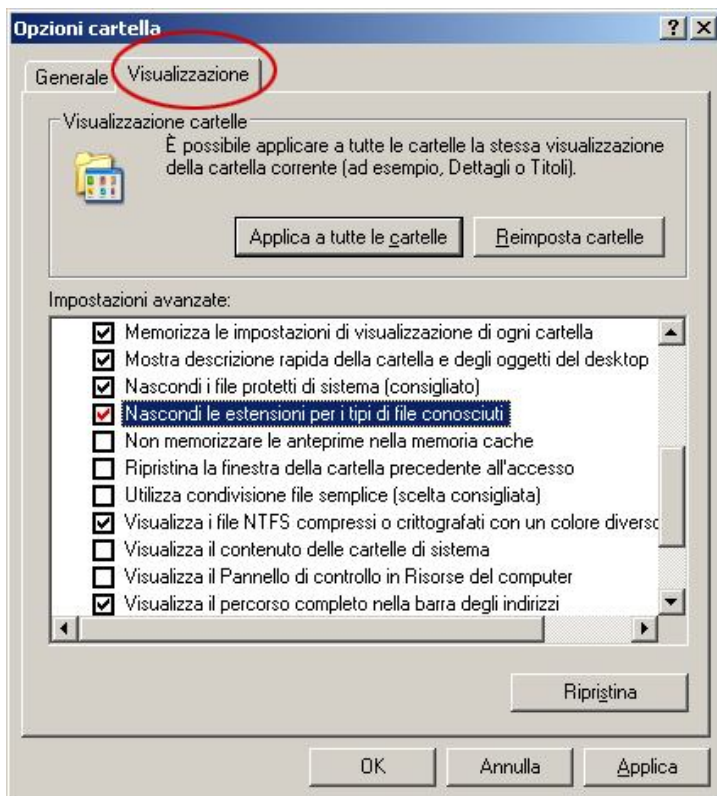 Opzioni cartella
Generale
Visualizzazione
Visualizzazione cartelle
È possibile applicare a tutte le cartelle la stessa visualizzazione
della cartella corrente (ad esempio, Dettagli o Titoli).
Applica a tutte le cartelle
Reimposta cartelle
Impostazioni avanzate:
Memorizza le impostazioni di visualizzazione di ogni cartella
Mostra descrizione rapida della cartella e degli oggetti del desktop
Nascondi i file protetti di sistema (consigliato)
Nascondi le estensioni per i tipi di file conosciuti
Non memorizzare le anteprime nella memoria cache
Ripristina la finestra della cartella precedente all'accesso
Utilizza condivisione file semplice (scelta consigliata)
Visualizza i file NTFS compressi o crittografati con un colore diverso
Visualizza il contenuto delle cartelle di sistema
Visualizza il Pannello di controllo in Risorse del computer
Visualizza il percorso completo nella barra degli indirizzi
Ripristina
OK
Annulla
Applica